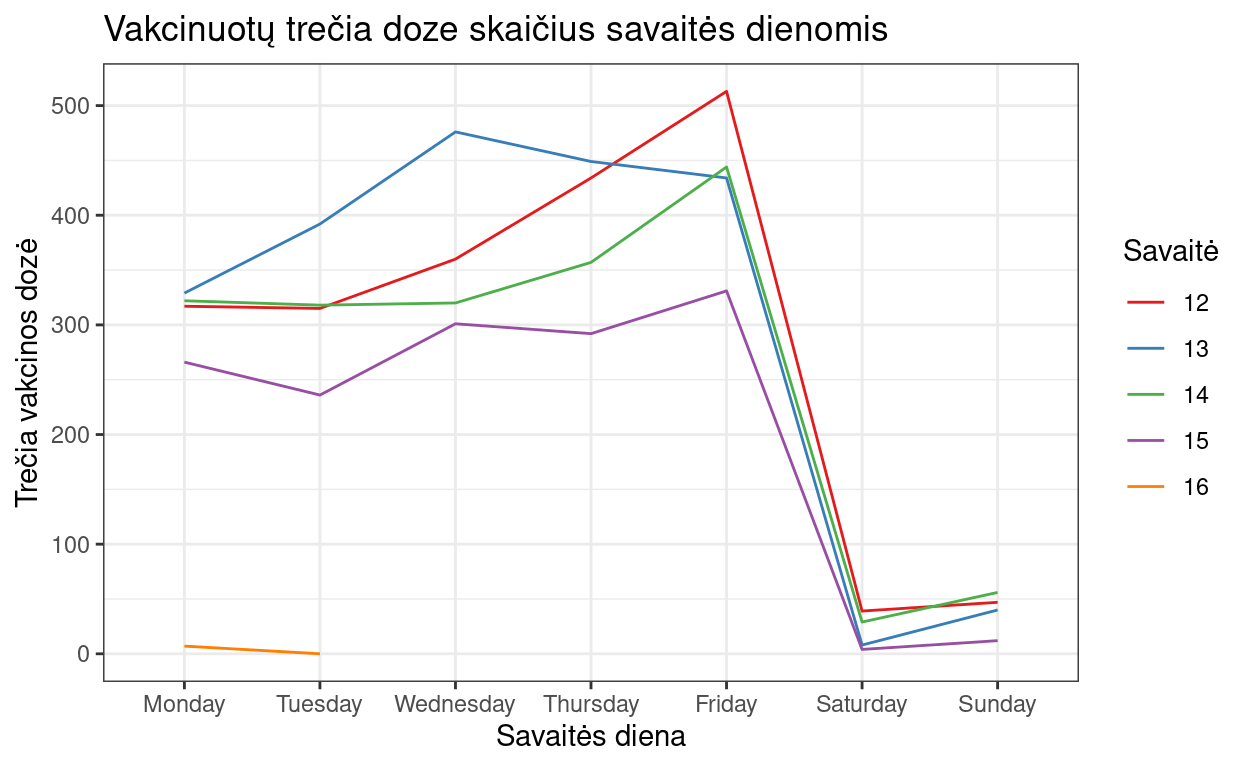 Vakcinuotų trečia doze skaičius savaitės dienomis
Trečia vakcinos dozė
500
400
300
200
100
0
Monday Tuesday Wednesday Thursday Friday Saturday Sunday
Savaitės diena
Savaitė
12
13
14
15
16